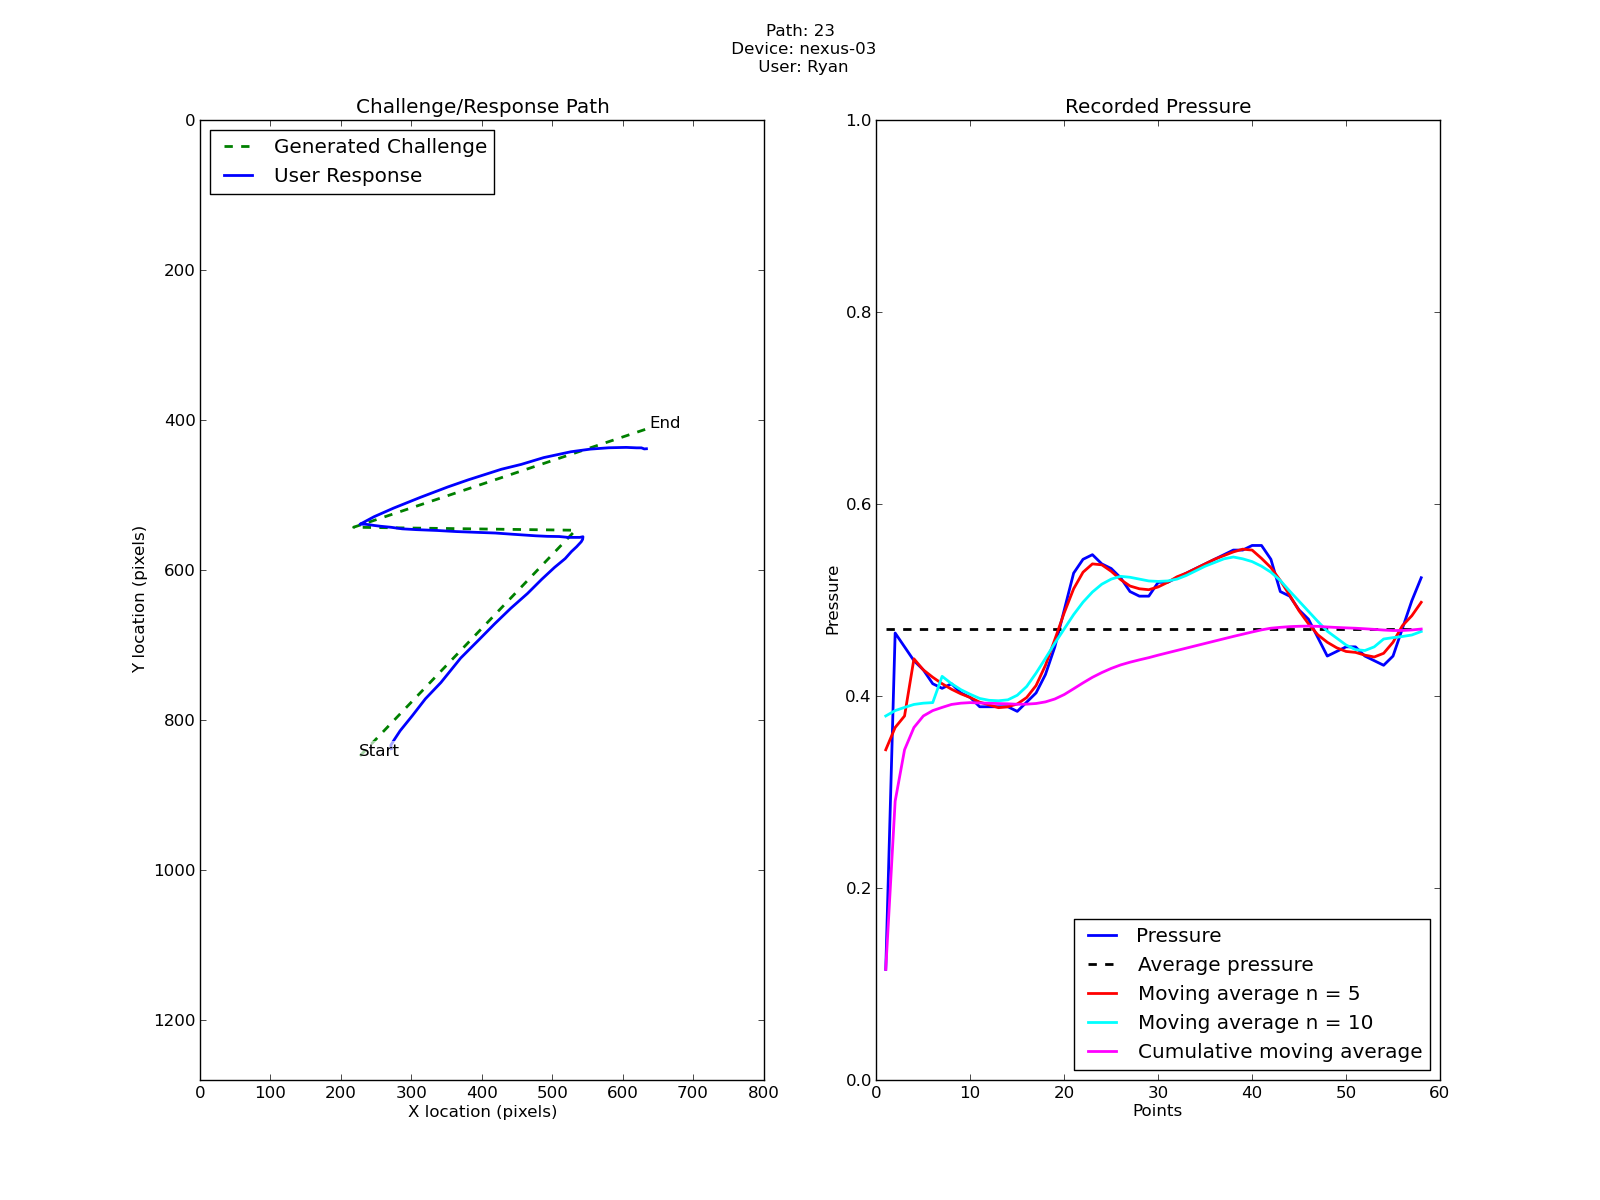 Path: 23
Device: nexus-03
User: Ryan
Challenge/Response Path
Generated Challenge
User Response
0
200
400
600
800
1000
1200
Y location (pixels)
End
Start
0 100 200 300 400 500 600 700 800
X location (pixels)
Recorded Pressure
1.0
0.8
0.6
0.4
0.2
0.0
Pressure
Pressure
Average pressure
Moving average n = 5
Moving average n = 10
Cumulative moving average
0 10 20 30 40 50 60
Points